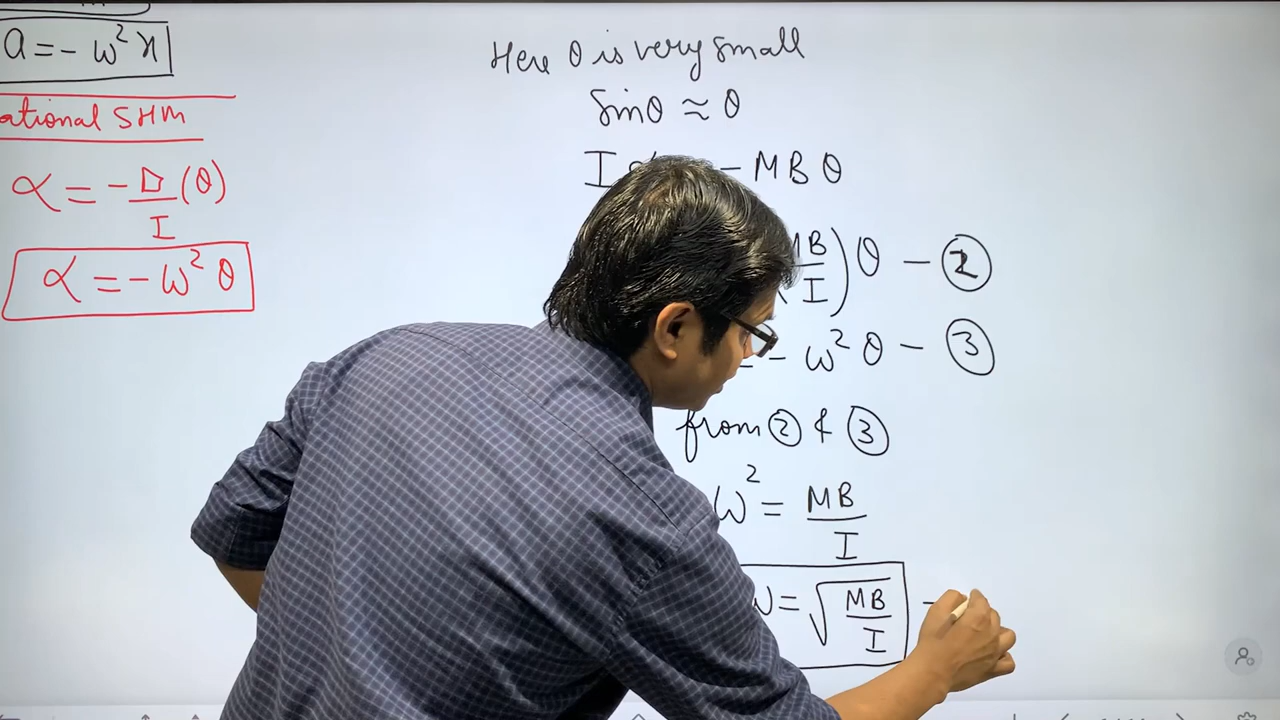 a = - ω² x
ational SHM
α = - D/I (θ)
α = - ω² θ
Here θ is very small
Sinθ ≈ θ
I - MB θ
MB/I) θ - ②
- ω² θ - ③
from ② & ③
ω² = MB/I
ω = √MB/I -